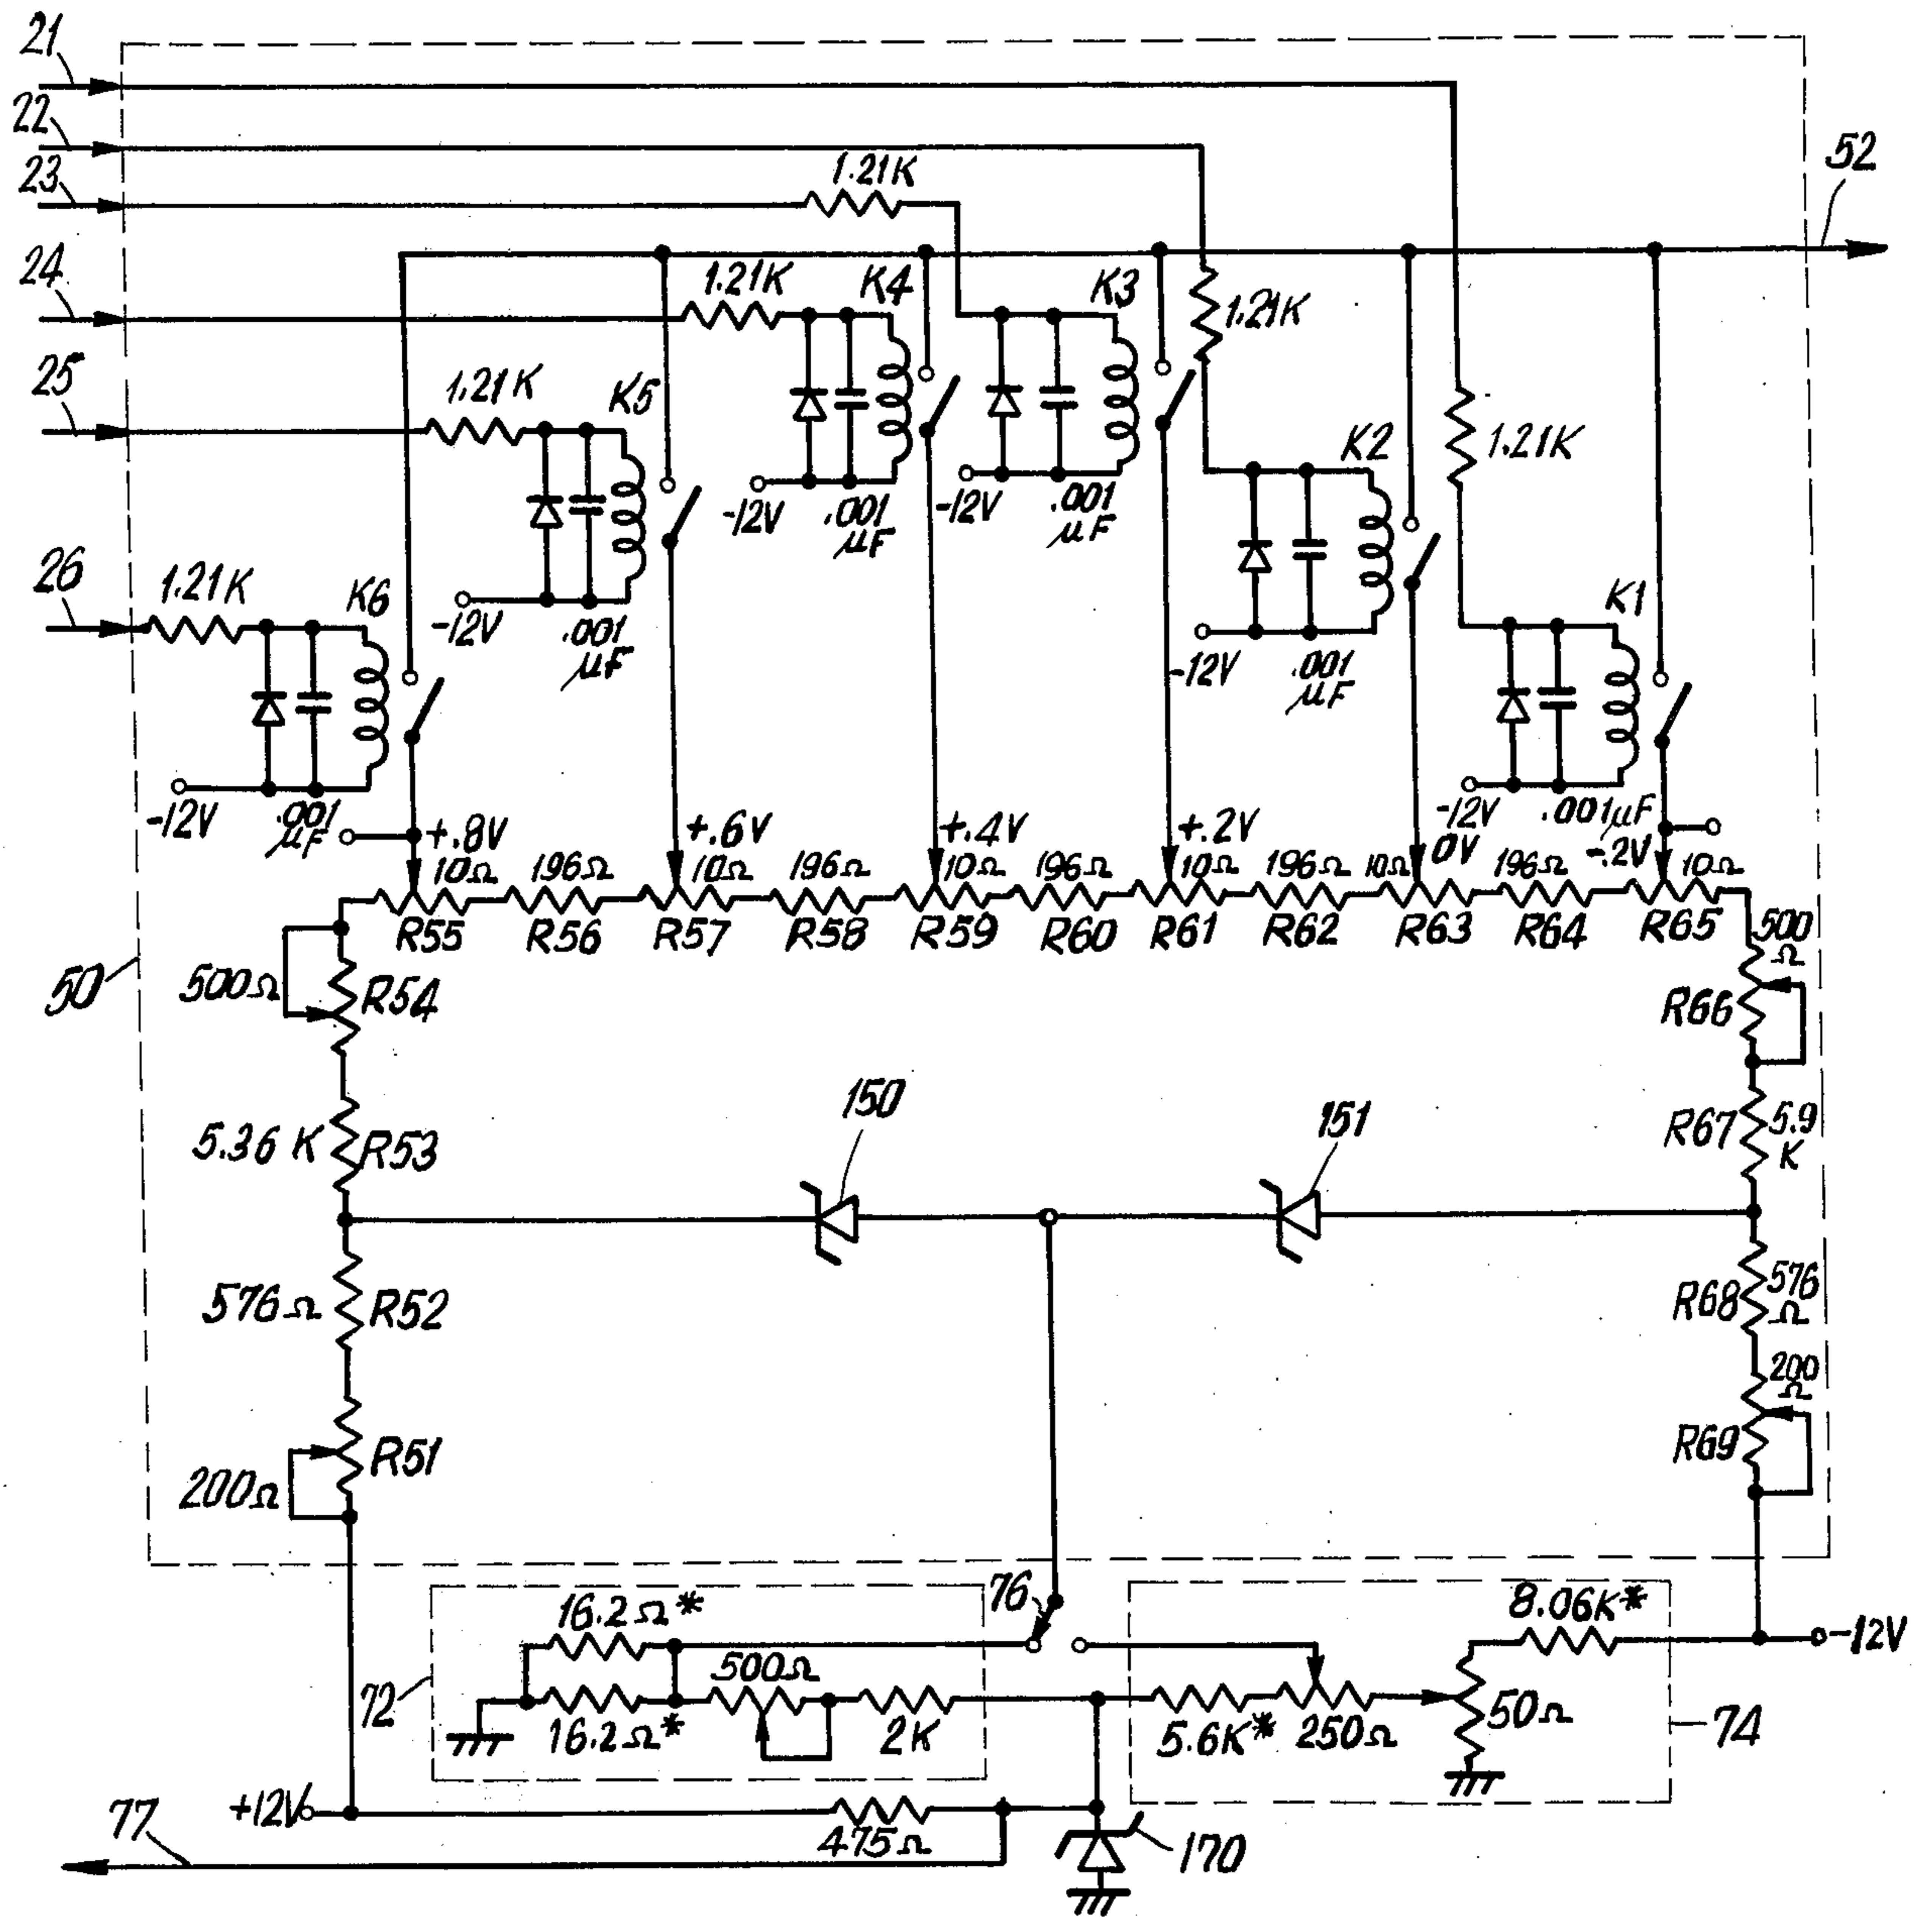 21
22
23
1.21K
52
24
1.21K
K4
K3
1.21K
25
1.21K
K5
K2
1.21K
-12V
.001
µF
-12V
.001
µF
26
1.21K
K6
-12V
.001
µF
-12V
.001
µF
K1
-12V
.001
µF
-12V
.001µF
+.8V
+.6V
+.4V
+.2V
0V
-.2V
10Ω
196Ω
10Ω
196Ω
10Ω
196Ω
10Ω
196Ω
10Ω
196Ω
10Ω
R55
R56
R57
R58
R59
R60
R61
R62
R63
R64
R65
50
500Ω
R54
500
Ω
R66
5.36 K
R53
150
151
R67
5.9
K
576Ω
R52
R68
576
Ω
200Ω
R51
200
Ω
R69
16.2Ω*
76
8.06K*
-12V
72
500Ω
16.2Ω*
2K
5.6K*
250Ω
50Ω
74
+12V
475Ω
170
77